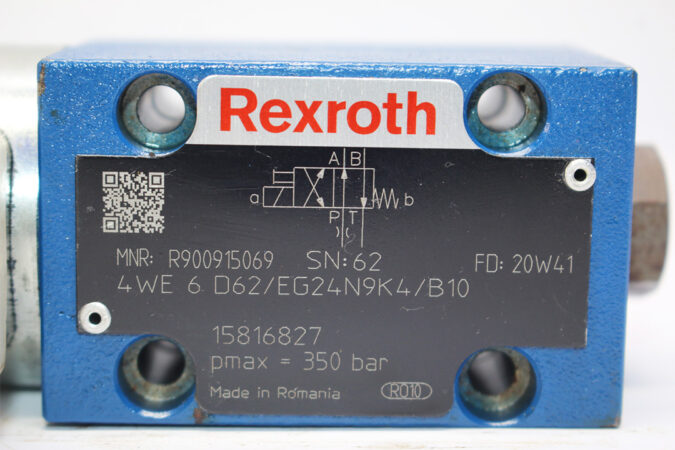 Rexroth
A B
a b
P T
MNR: R900915069 SN: 62 FD: 20W41
4WE 6 D62/EG24N9K4/B10
15816827
pmax = 350 bar
Made in Romania RO10